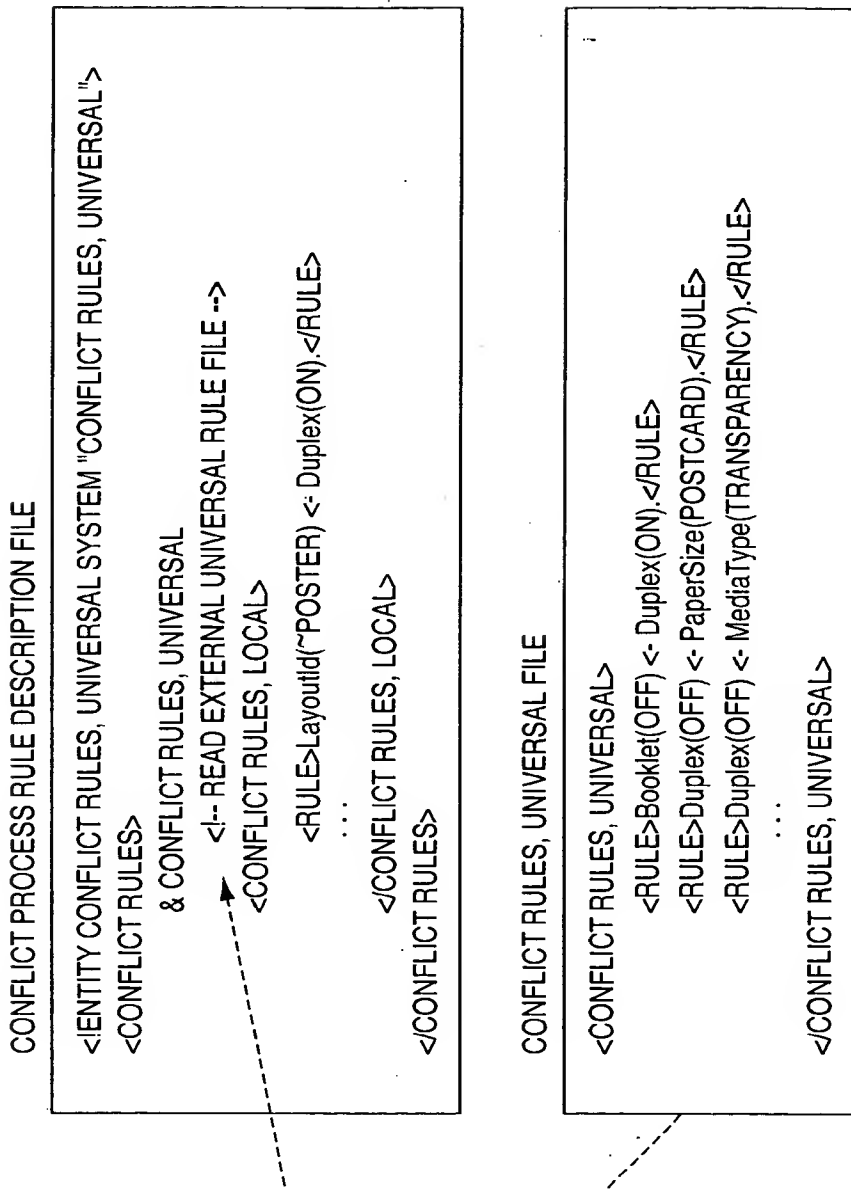 CONFLICT PROCESS RULE DESCRIPTION FILE
<!ENTITY CONFLICT RULES, UNIVERSAL SYSTEM "CONFLICT RULES, UNIVERSAL">
<CONFLICT RULES>
& CONFLICT RULES, UNIVERSAL
<!-- READ EXTERNAL UNIVERSAL RULE FILE -->
<CONFLICT RULES, LOCAL>
<RULE>LayoutId(~POSTER) <- Duplex(ON).</RULE>
...
</CONFLICT RULES, LOCAL>
</CONFLICT RULES>
CONFLICT RULES, UNIVERSAL FILE
<CONFLICT RULES, UNIVERSAL>
<RULE>Booklet(OFF) <- Duplex(ON).</RULE>
<RULE>Duplex(OFF) <- PaperSize(POSTCARD).</RULE>
<RULE>Duplex(OFF) <- MediaType(TRANSPARENCY).</RULE>
...
</CONFLICT RULES, UNIVERSAL>